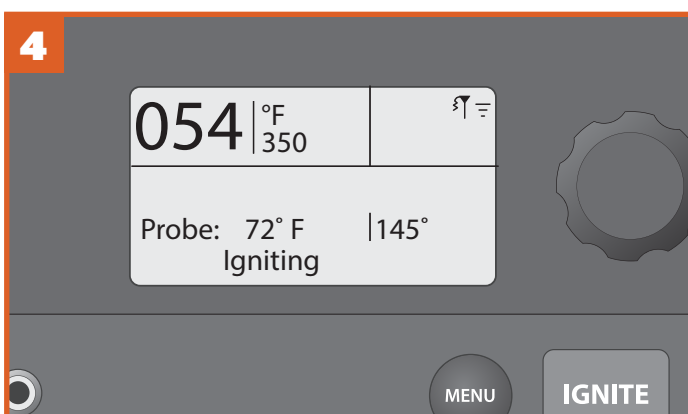 4
054 °F
350
Probe: 72° F 145°
Igniting
MENU
IGNITE